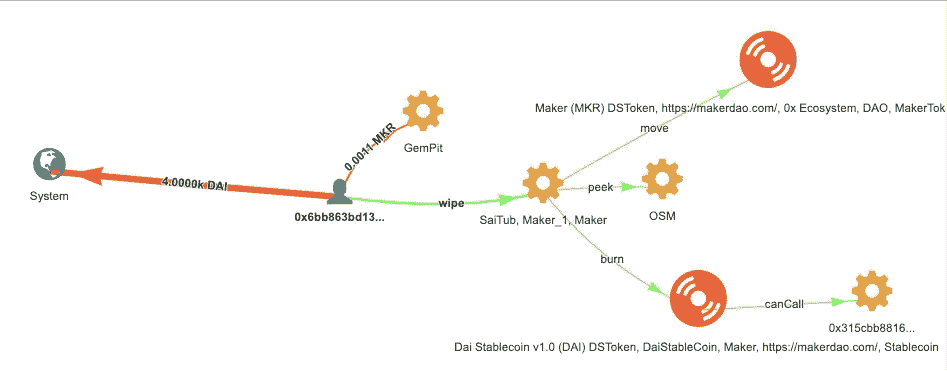 Maker (MKR) DSToken, https://makerdao.com/, 0x Ecosystem, DAO, MakerTok
move
0.0011 MKR
GemPit
4.0000k DAI
System
0x6bb863bd13...
wipe
peek
SaiTub, Maker_1, Maker
OSM
burn
canCall
0x315cbb8816...
Dai Stablecoin v1.0 (DAI) DSToken, DaiStableCoin, Maker, https://makerdao.com/, Stablecoin